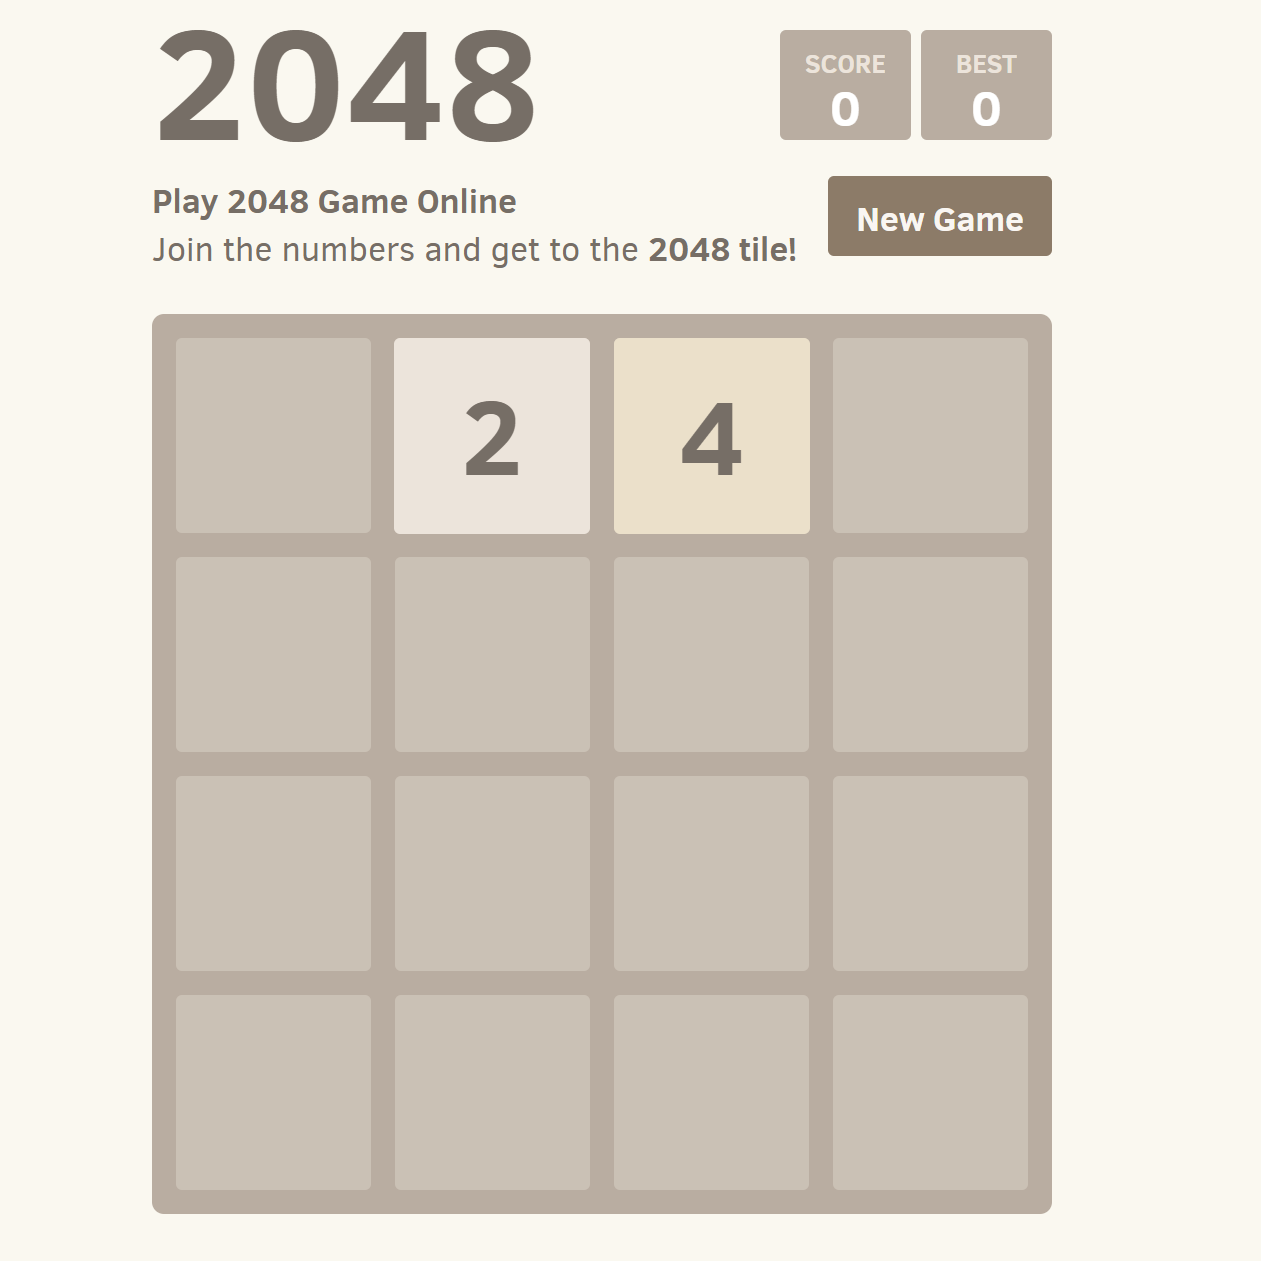 2048
SCORE
0
BEST
0
Play 2048 Game Online
Join the numbers and get to the 2048 tile!
New Game
2 4